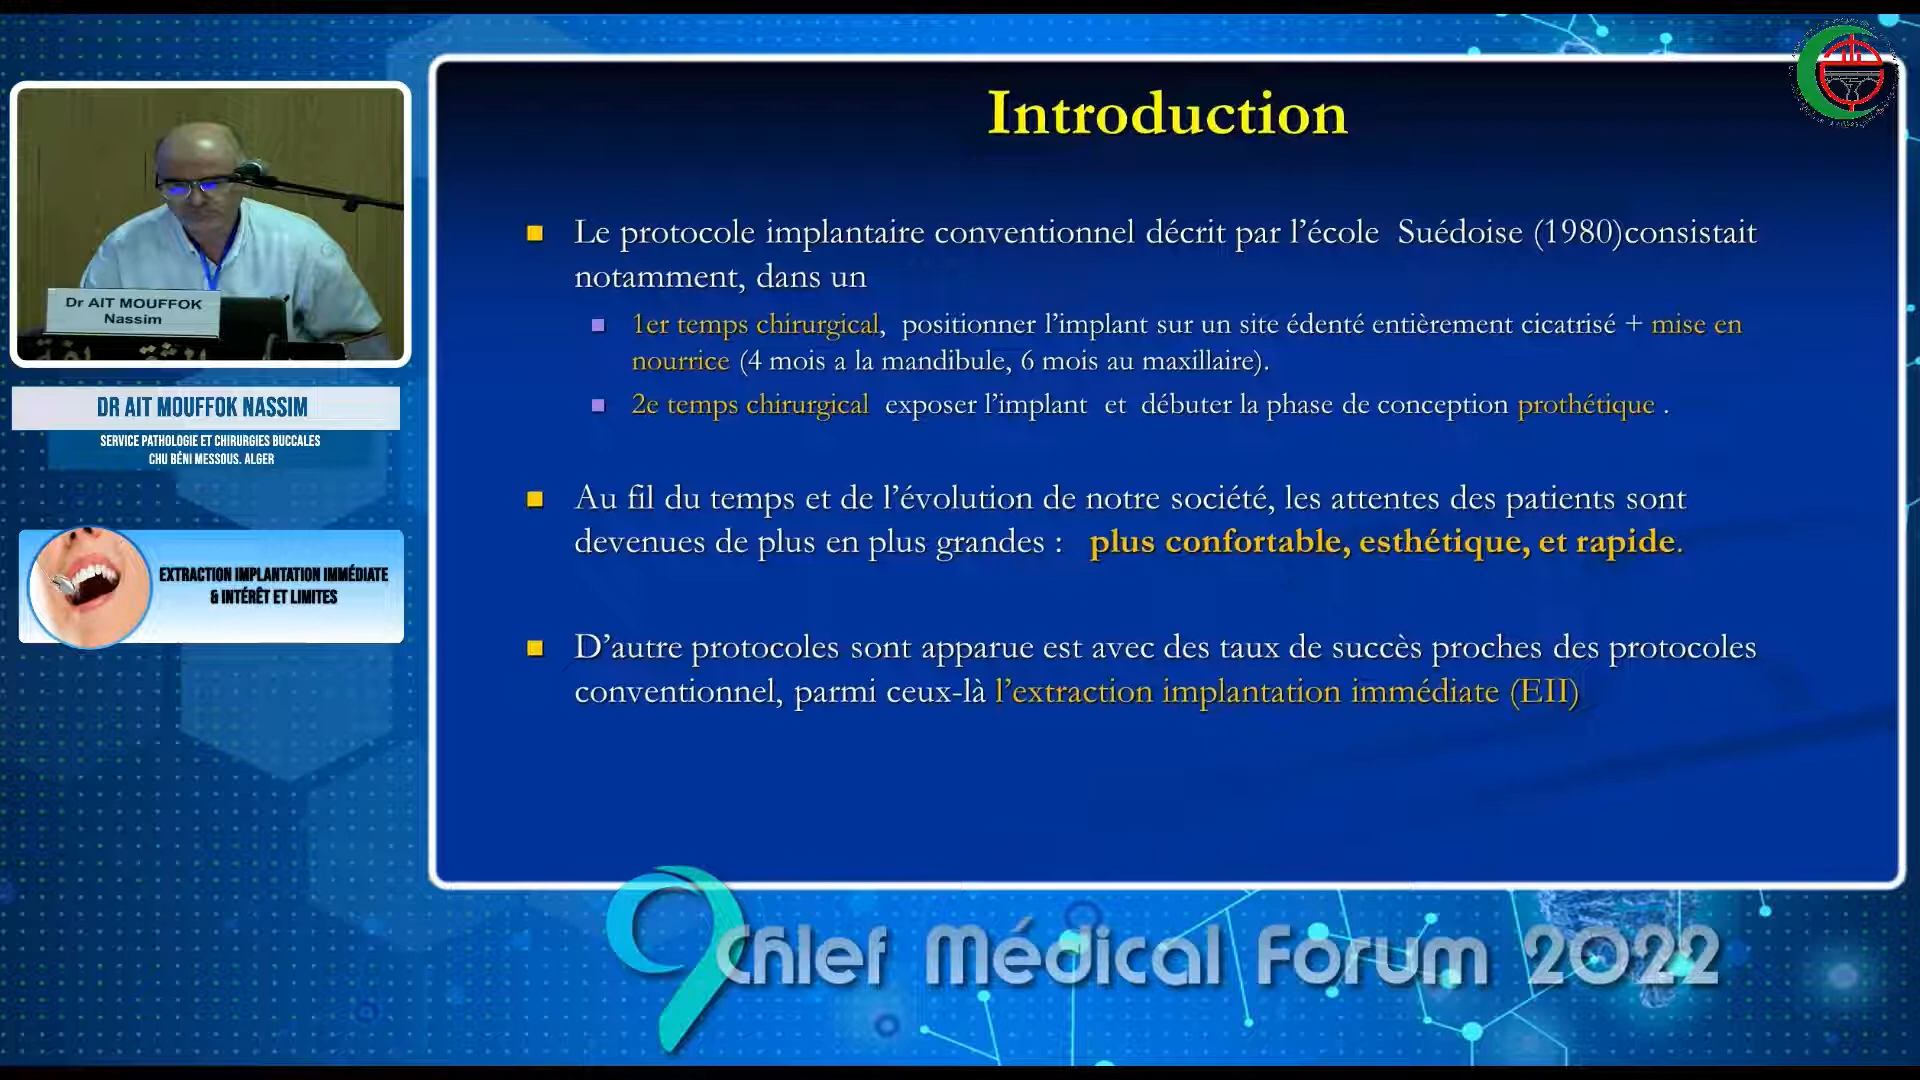 Introduction
Le protocole implantaire conventionnel décrit par l’école Suédoise (1980)consistait
notamment, dans un
1er temps chirurgical, positionner l’implant sur un site édenté entièrement cicatrisé + mise en
nourrice (4 mois a la mandibule, 6 mois au maxillaire).
2e temps chirurgical exposer l’implant et débuter la phase de conception prothétique .
Au fil du temps et de l’évolution de notre société, les attentes des patients sont
devenues de plus en plus grandes : plus confortable, esthétique, et rapide.
D’autre protocoles sont apparue est avec des taux de succès proches des protocoles
conventionnel, parmi ceux-là l’extraction implantation immédiate (EII)
Dr AIT MOUFFOK
Nassim
DR AIT MOUFFOK NASSIM
SERVICE PATHOLOGIE ET CHIRURGIES BUCCALES
CHU BÉNI MESSOUS. ALGER
EXTRACTION IMPLANTATION IMMÉDIATE
& INTÉRÊT ET LIMITES
9 Chlef Médical Forum 2022